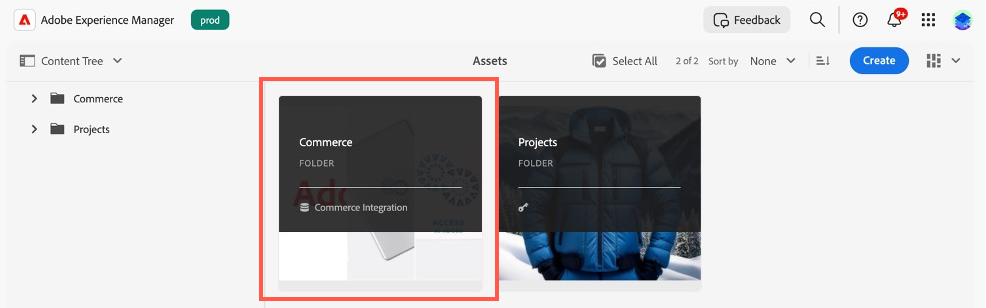 Adobe Experience Manager prod Feedback 9+
Content Tree Assets Select All 2 of 2 Sort by None Create
Commerce
Projects
Commerce
FOLDER
Commerce Integration
Projects
FOLDER